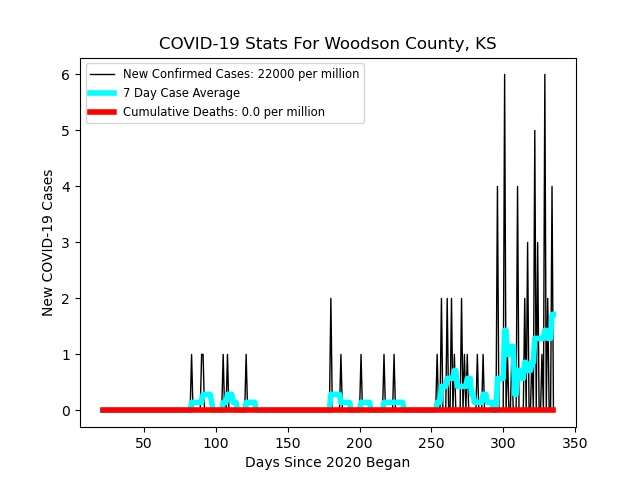 COVID-19 Stats For Woodson County, KS
New Confirmed Cases: 22000 per million
7 Day Case Average
Cumulative Deaths: 0.0 per million
New COVID-19 Cases
6
5
4
3
2
1
0
50 100 150 200 250 300 350
Days Since 2020 Began